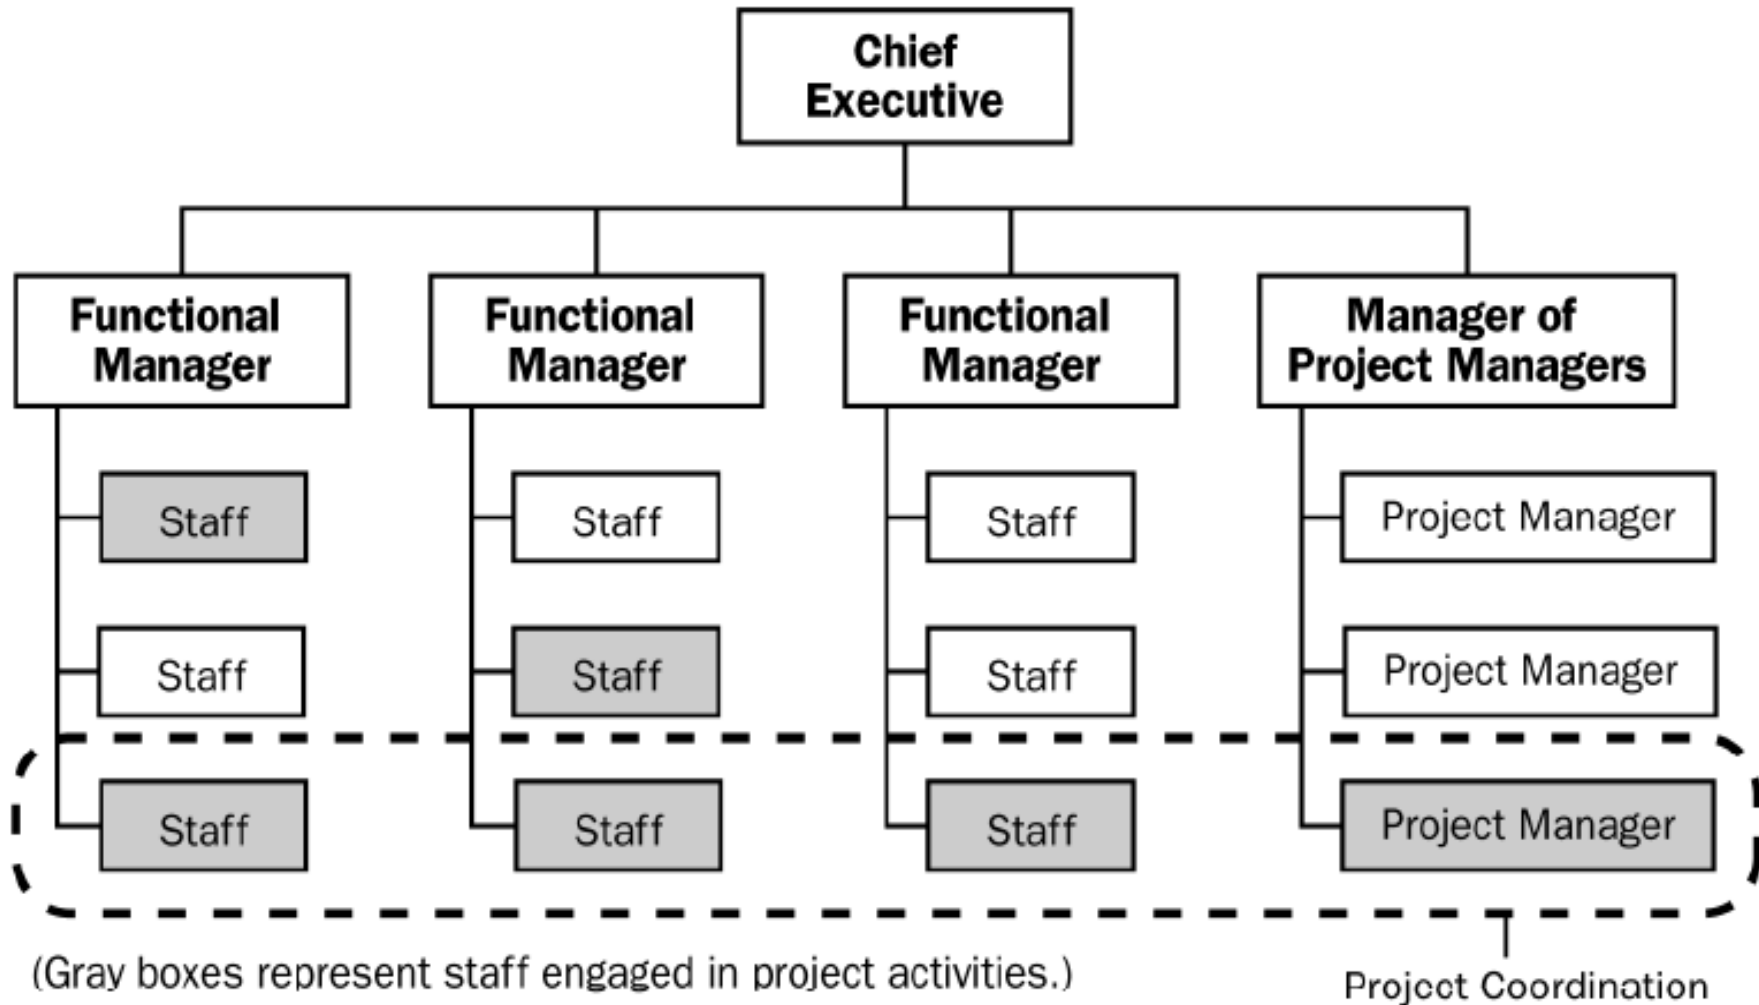 Chief
Executive
Functional
Manager
Functional
Manager
Functional
Manager
Manager of
Project Managers
Staff
Staff
Staff
Project Manager
Staff
Staff
Staff
Project Manager
Staff
Staff
Staff
Project Manager
(Gray boxes represent staff engaged in project activities.)
Project Coordination